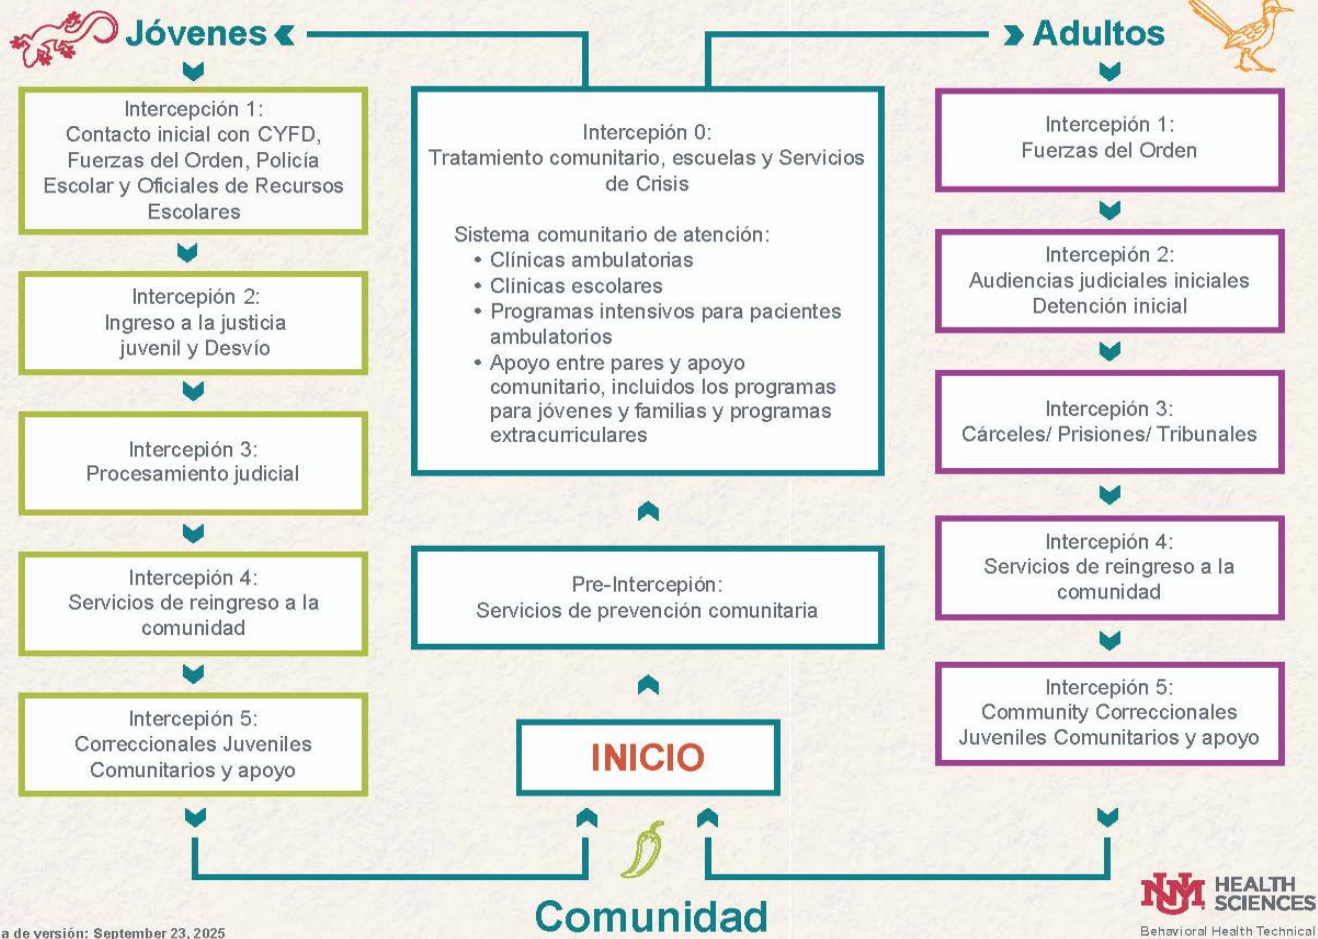 Jóvenes
Intercepción 1:
Contacto inicial con CYFD,
Fuerzas del Orden, Policía
Escolar y Oficiales de Recursos
Escolares
Intercepión 2:
Ingreso a la justicia
juvenil y Desvío
Intercepión 3:
Procesamiento judicial
Intercepión 4:
Servicios de reingreso a la
comunidad
Intercepión 5:
Correccionales Juveniles
Comunitarios y apoyo
Intercepión 0:
Tratamiento comunitario, escuelas y Servicios
de Crisis
Sistema comunitario de atención:
• Clínicas ambulatorias
• Clínicas escolares
• Programas intensivos para pacientes
ambulatorios
• Apoyo entre pares y apoyo
comunitario, incluidos los programas
para jóvenes y familias y programas
extracurriculares
Pre-Intercepión:
Servicios de prevención comunitaria
INICIO
Comunidad
Adultos
Intercepión 1:
Fuerzas del Orden
Intercepión 2:
Audiencias judiciales iniciales
Detención inicial
Intercepión 3:
Cárceles/ Prisiones/ Tribunales
Intercepión 4:
Servicios de reingreso a la
comunidad
Intercepión 5:
Community Correccionales
Juveniles Comunitarios y apoyo
a de versión: September 23, 2025
UNM HEALTH
SCIENCES
Behavioral Health Technical